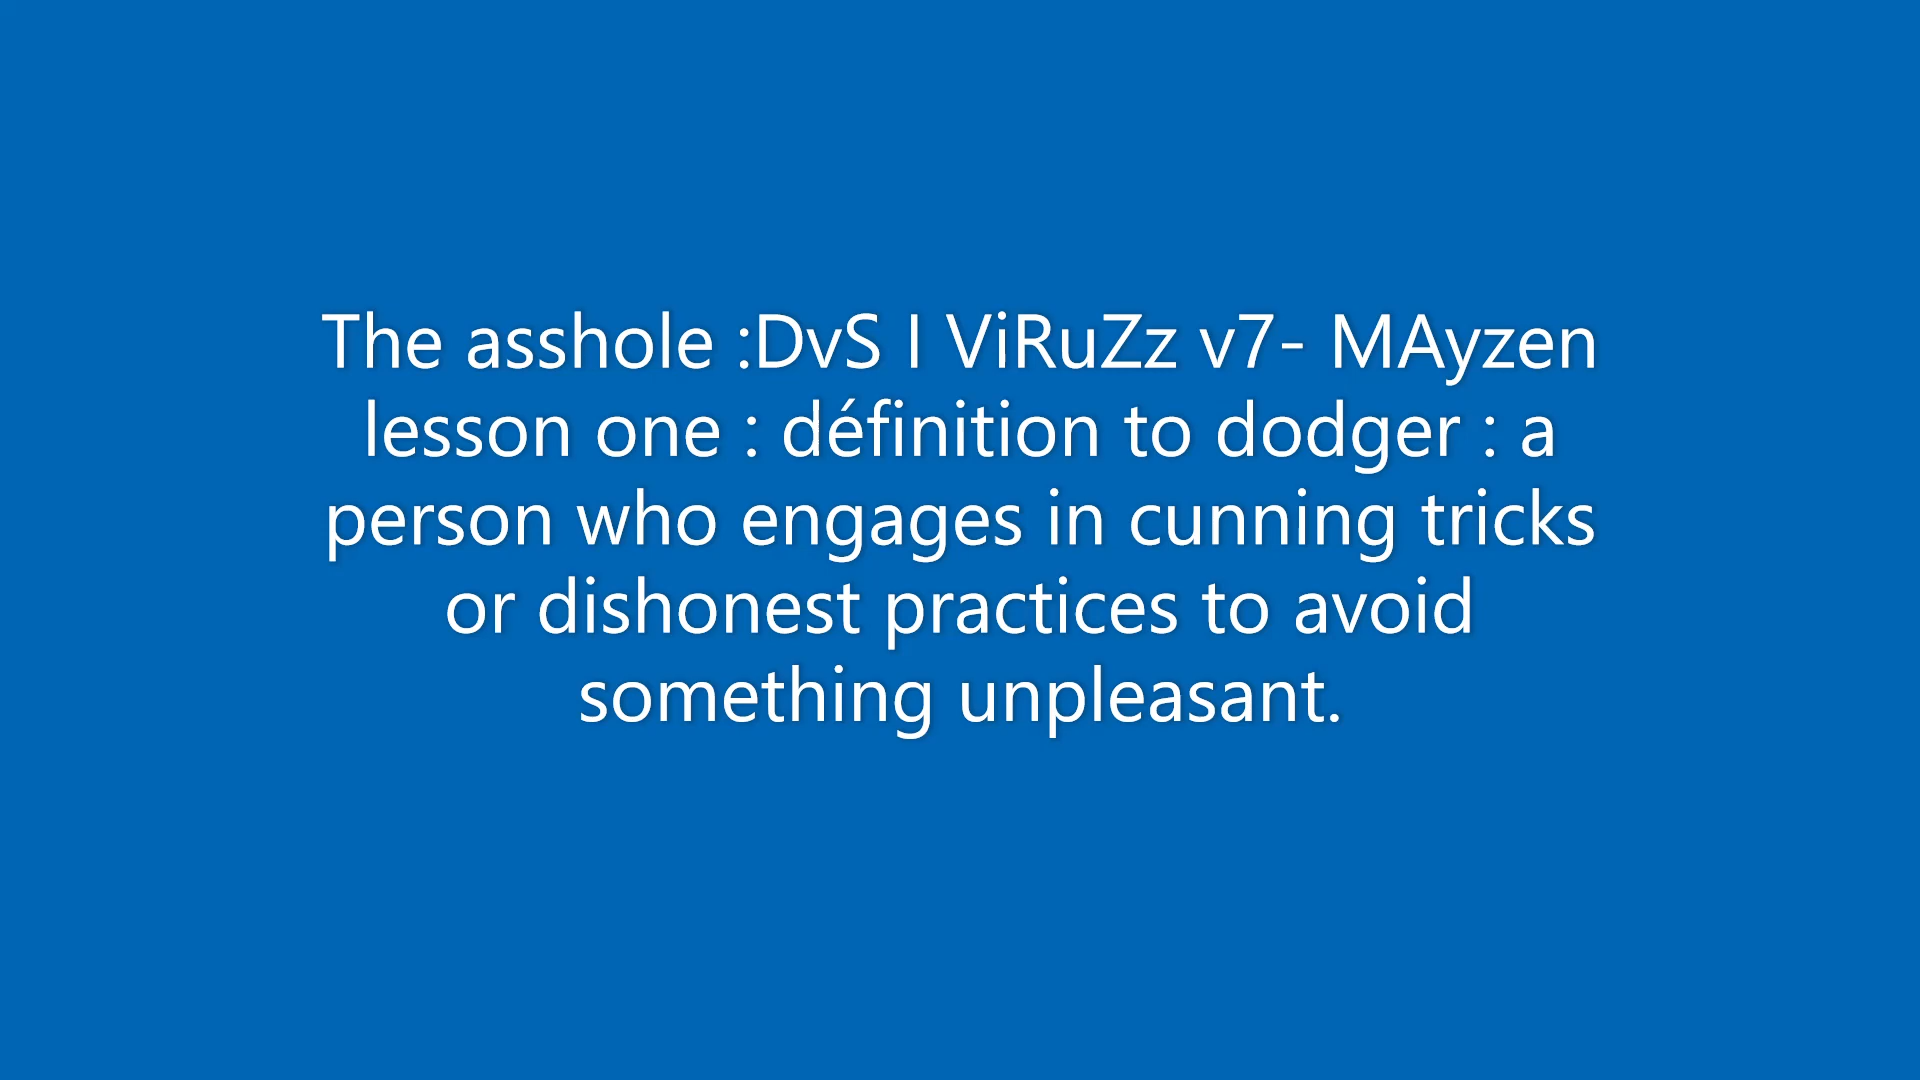 The asshole :DvS I ViRuZz v7- MAyzen
lesson one : définition to dodger : a
person who engages in cunning tricks
or dishonest practices to avoid
something unpleasant.